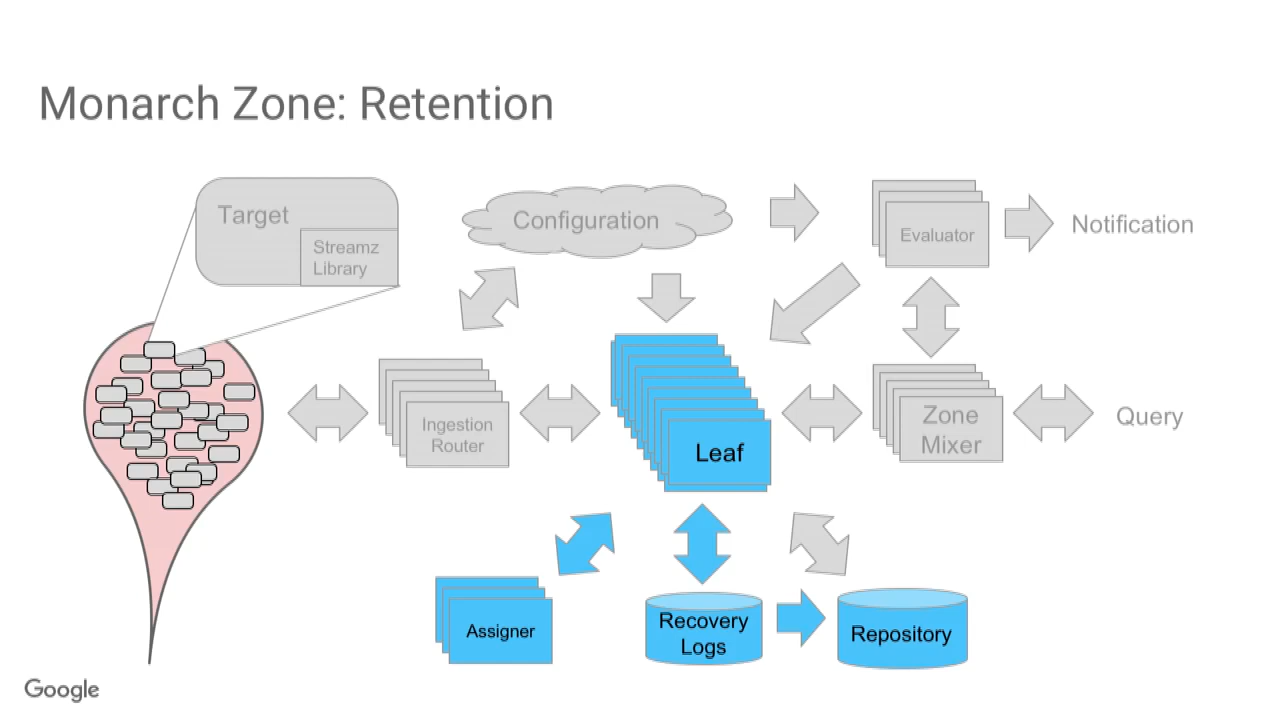 Monarch Zone: Retention
Target
Streamz
Library
Configuration
Evaluator
Notification
Ingestion
Router
Leaf
Zone
Mixer
Query
Assigner
Recovery
Logs
Repository
Google